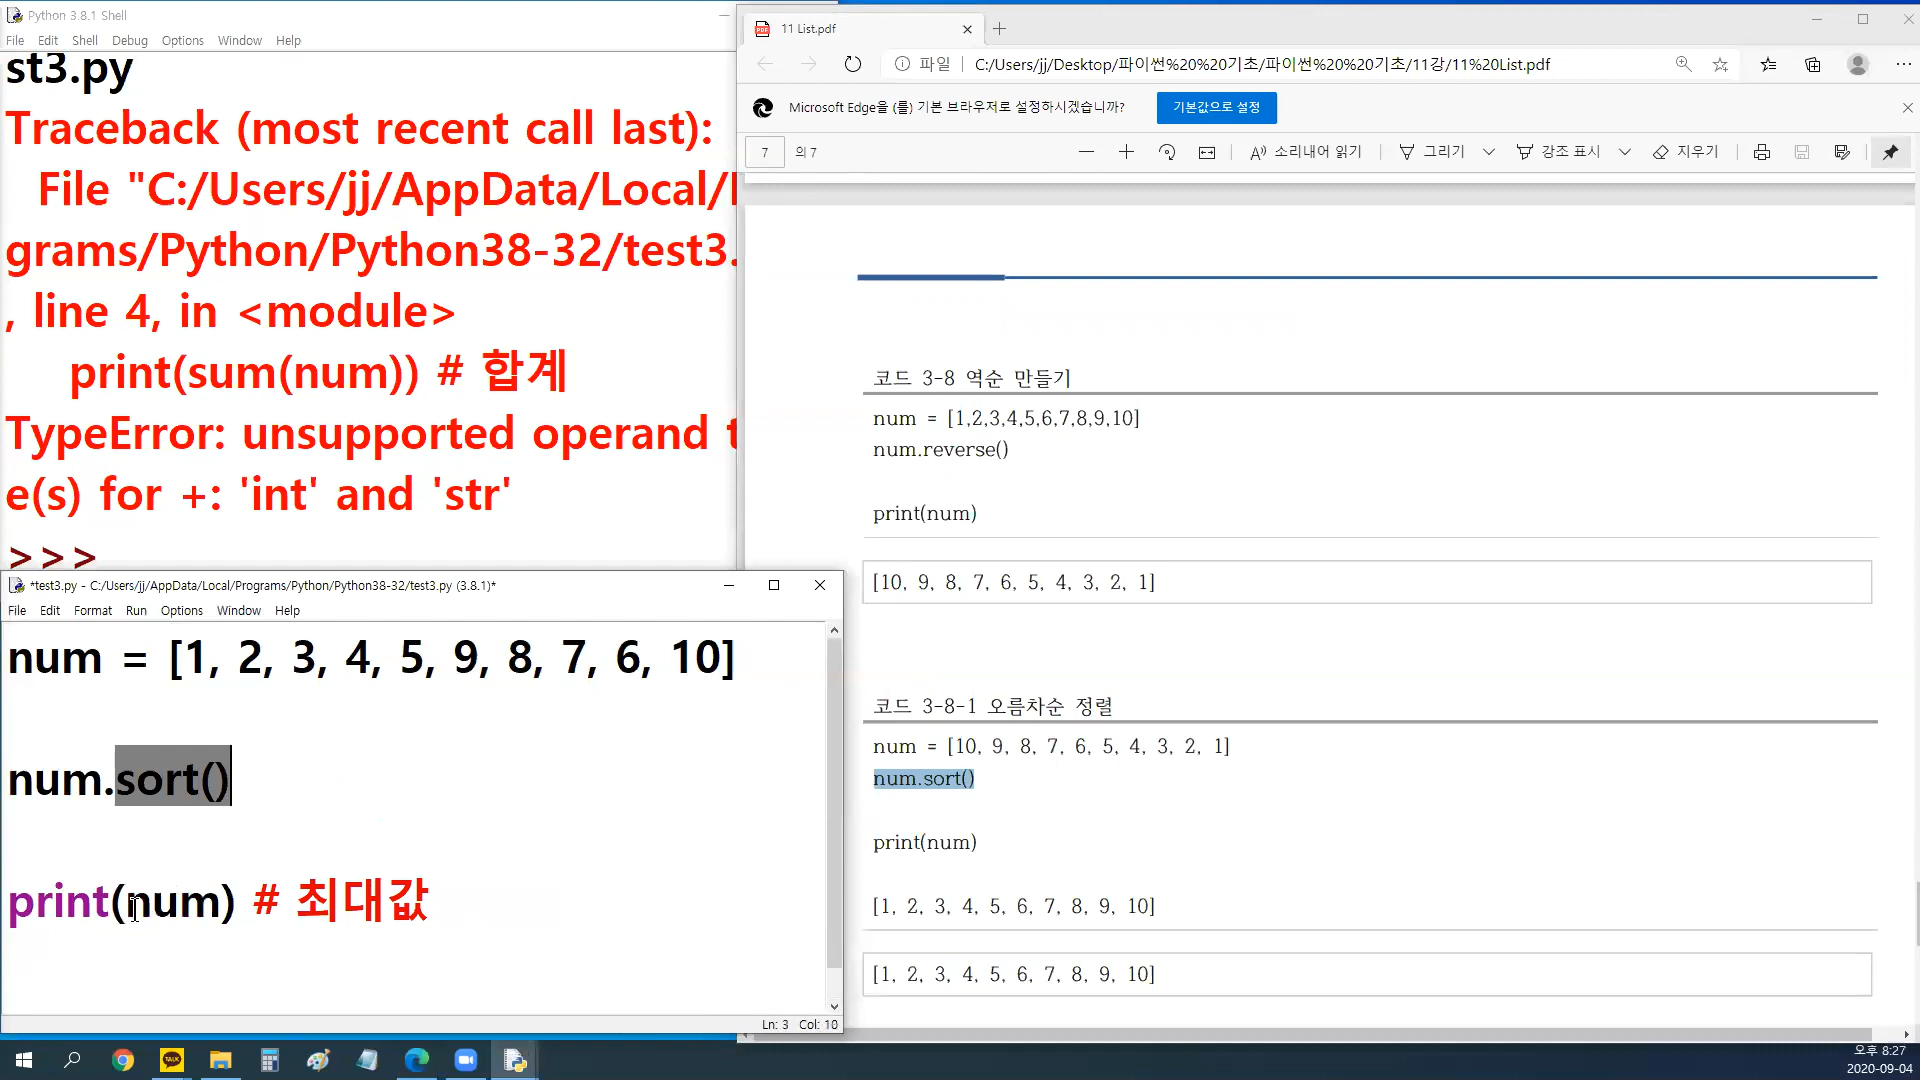 Python 3.8.1 Shell
File Edit Shell Debug Options Window Help
st3.py
Traceback (most recent call last):
File "C:/Users/jj/AppData/Local/
grams/Python/Python38-32/test3.
, line 4, in <module>
print(sum(num)) # 합계
TypeError: unsupported operand t
e(s) for +: 'int' and 'str'
>>>
*test3.py - C:/Users/jj/AppData/Local/Programs/Python/Python38-32/test3.py (3.8.1)*
File Edit Format Run Options Window Help
num = [1, 2, 3, 4, 5, 9, 8, 7, 6, 10]
num.sort()
print(num) # 최대값
Ln: 3 Col: 10
11 List.pdf
파일 C:/Users/jj/Desktop/파이썬%20%20기초/파이썬%20%20기초/11강/11%20List.pdf
Microsoft Edge을 (를) 기본 브라우저로 설정하시겠습니까? 기본값으로 설정
7 의 7 소리내어 읽기 그리기 강조 표시 지우기
코드 3-8 역순 만들기
num = [1,2,3,4,5,6,7,8,9,10]
num.reverse()
print(num)
[10, 9, 8, 7, 6, 5, 4, 3, 2, 1]
코드 3-8-1 오름차순 정렬
num = [10, 9, 8, 7, 6, 5, 4, 3, 2, 1]
num.sort()
print(num)
[1, 2, 3, 4, 5, 6, 7, 8, 9, 10]
[1, 2, 3, 4, 5, 6, 7, 8, 9, 10]
TALK
오후 8:27
2020-09-04